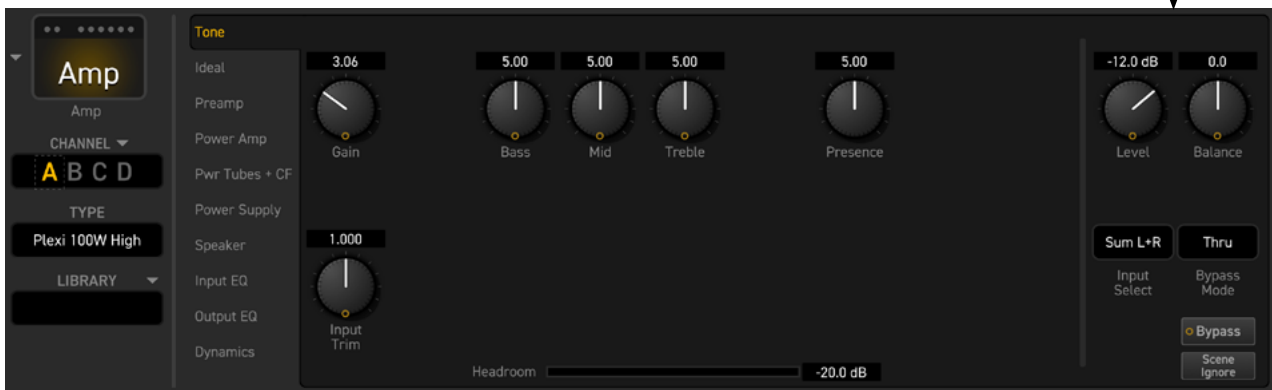 Amp
Amp
CHANNEL
A B C D
TYPE
Plexi 100W High
LIBRARY
Tone
Ideal
Preamp
Power Amp
Pwr Tubes + CF
Power Supply
Speaker
Input EQ
Output EQ
Dynamics
3.06 5.00 5.00 5.00 5.00
Gain Bass Mid Treble Presence
1.000
Input
Trim
Headroom -20.0 dB
-12.0 dB 0.0
Level Balance
Sum L+R Thru
Input Bypass
Select Mode
Bypass
Scene
Ignore